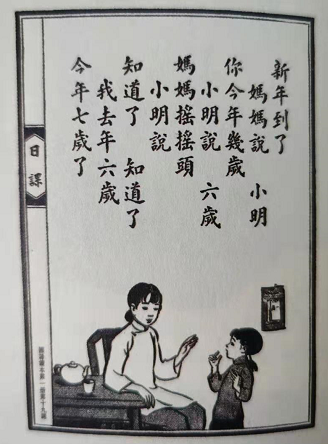 新年到了
媽媽說　小明
你今年幾歲
小明說　六歲
媽媽搖搖頭
小明說
知道了　知道了
我去年六歲
今年七歲了
日課